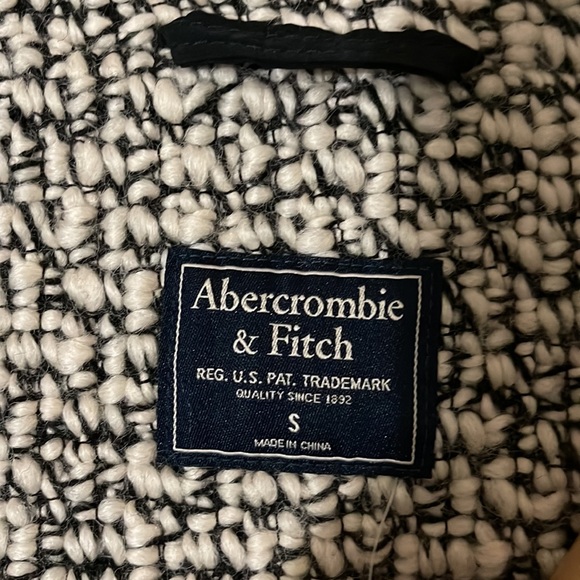 Abercrombie
& Fitch
REG. U.S. PAT. TRADEMARK
QUALITY SINCE 1892
S
MADE IN CHINA